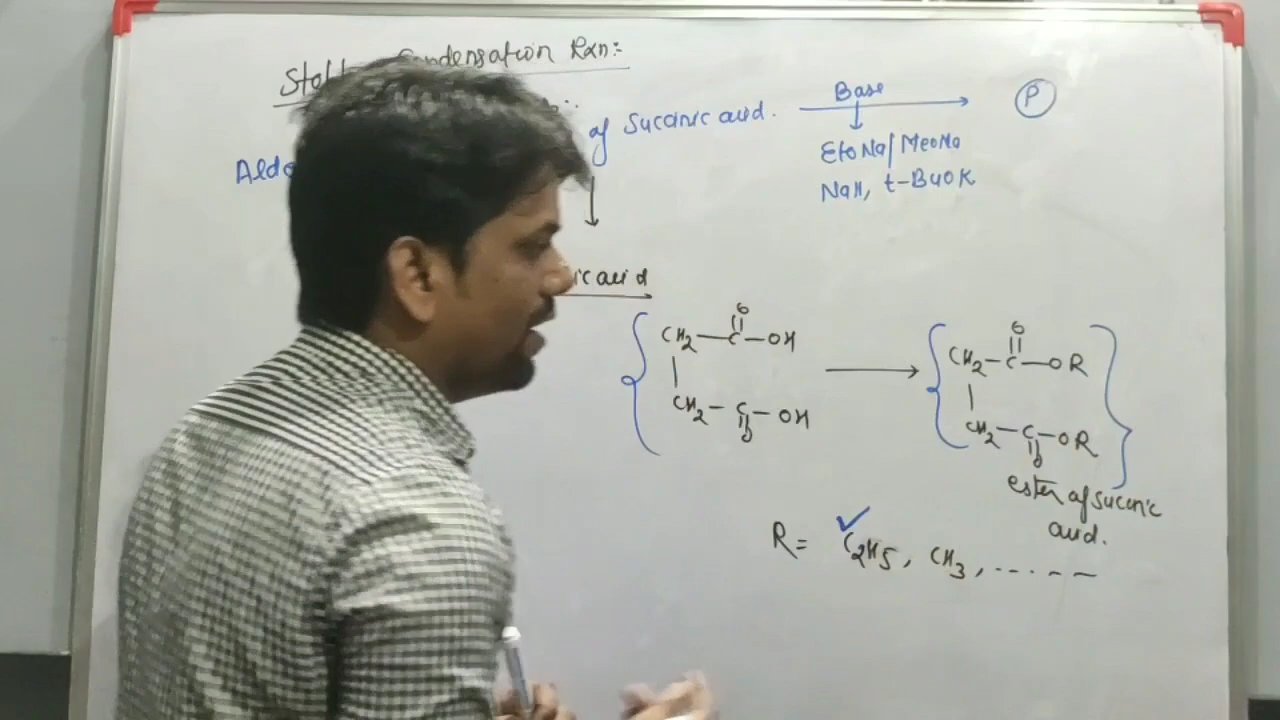 Condensation Rxn:-
Aldo
of Succinic acid. Base P
EtoNa/MeoNa
NaH, t-BuOK
ic acid
O
CH2—C—OH
CH2—C—OH
O
O
CH2—C—OR
CH2—C—OR
O
ester of succinic
acid.
R= C2H5, CH3, -----